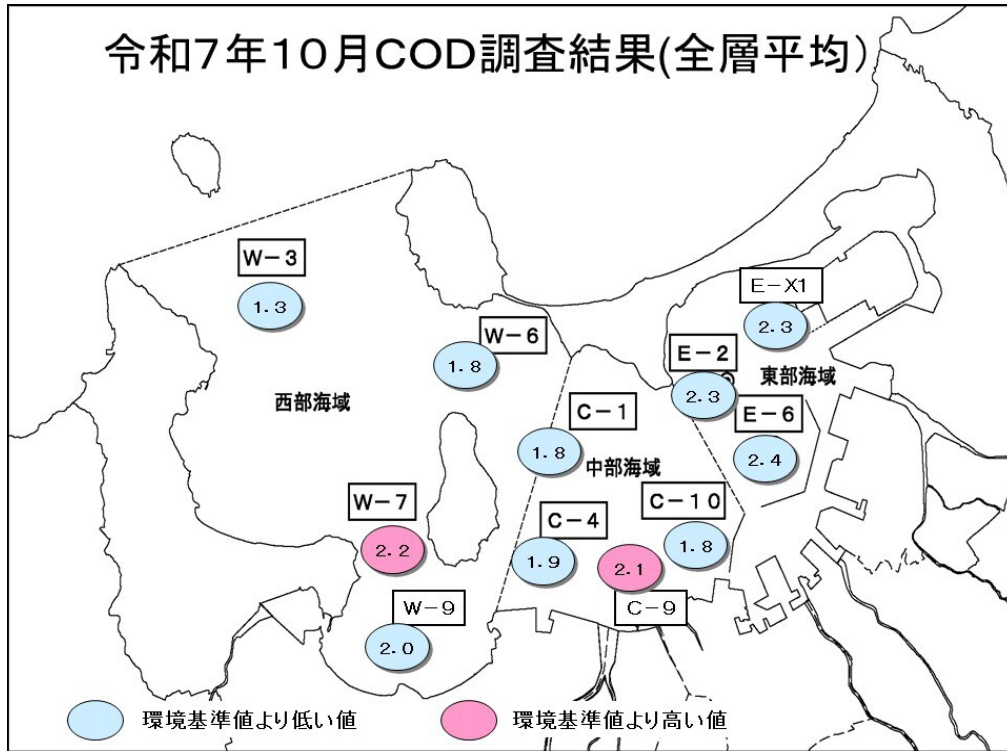 令和7年10月COD調査結果(全層平均)
W-3
1.3
E-X1
2.3
W-6
1.8
E-2
2.3
東部海域
西部海域
C-1
1.8
E-6
2.4
中部海域
W-7
2.2
C-4
1.9
C-10
1.8
2.1
C-9
W-9
2.0
環境基準値より低い値
環境基準値より高い値